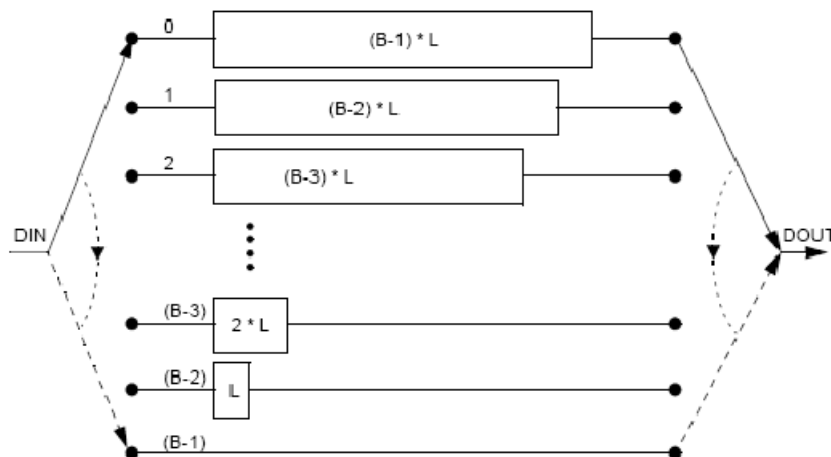 0
(B-1) * L
1
(B-2) * L
2
(B-3) * L
DIN
DOUT
(B-3)
2 * L
(B-2)
L
(B-1)